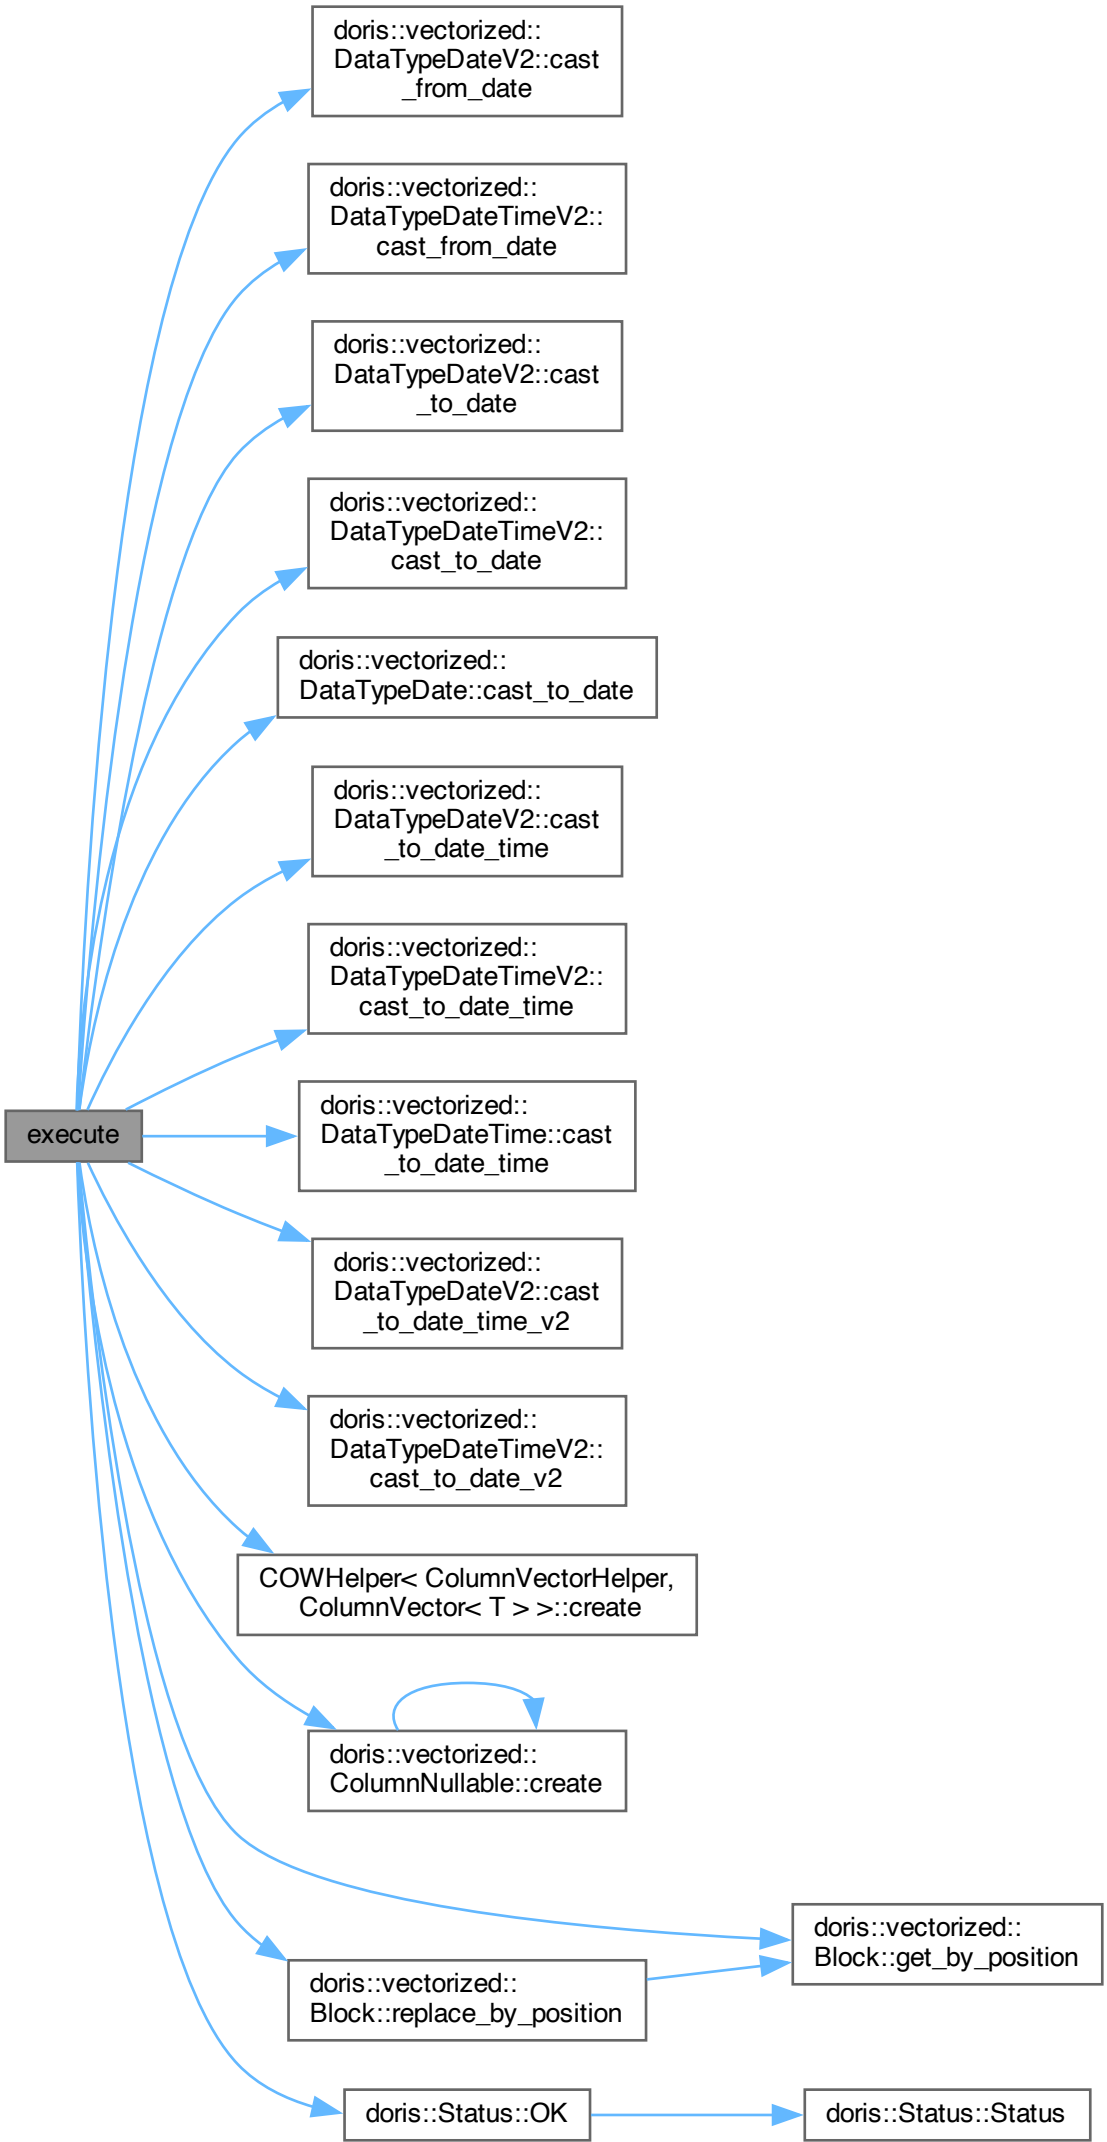 doris::vectorized::
DataTypeDateV2::cast
_from_date
doris::vectorized::
DataTypeDateTimeV2::
cast_from_date
doris::vectorized::
DataTypeDateV2::cast
_to_date
doris::vectorized::
DataTypeDateTimeV2::
cast_to_date
doris::vectorized::
DataTypeDate::cast_to_date
doris::vectorized::
DataTypeDateV2::cast
_to_date_time
doris::vectorized::
DataTypeDateTimeV2::
cast_to_date_time
execute
doris::vectorized::
DataTypeDateTime::cast
_to_date_time
doris::vectorized::
DataTypeDateV2::cast
_to_date_time_v2
doris::vectorized::
DataTypeDateTimeV2::
cast_to_date_v2
COWHelper< ColumnVectorHelper,
ColumnVector< T > >::create
doris::vectorized::
ColumnNullable::create
doris::vectorized::
Block::get_by_position
doris::vectorized::
Block::replace_by_position
doris::Status::OK
doris::Status::Status